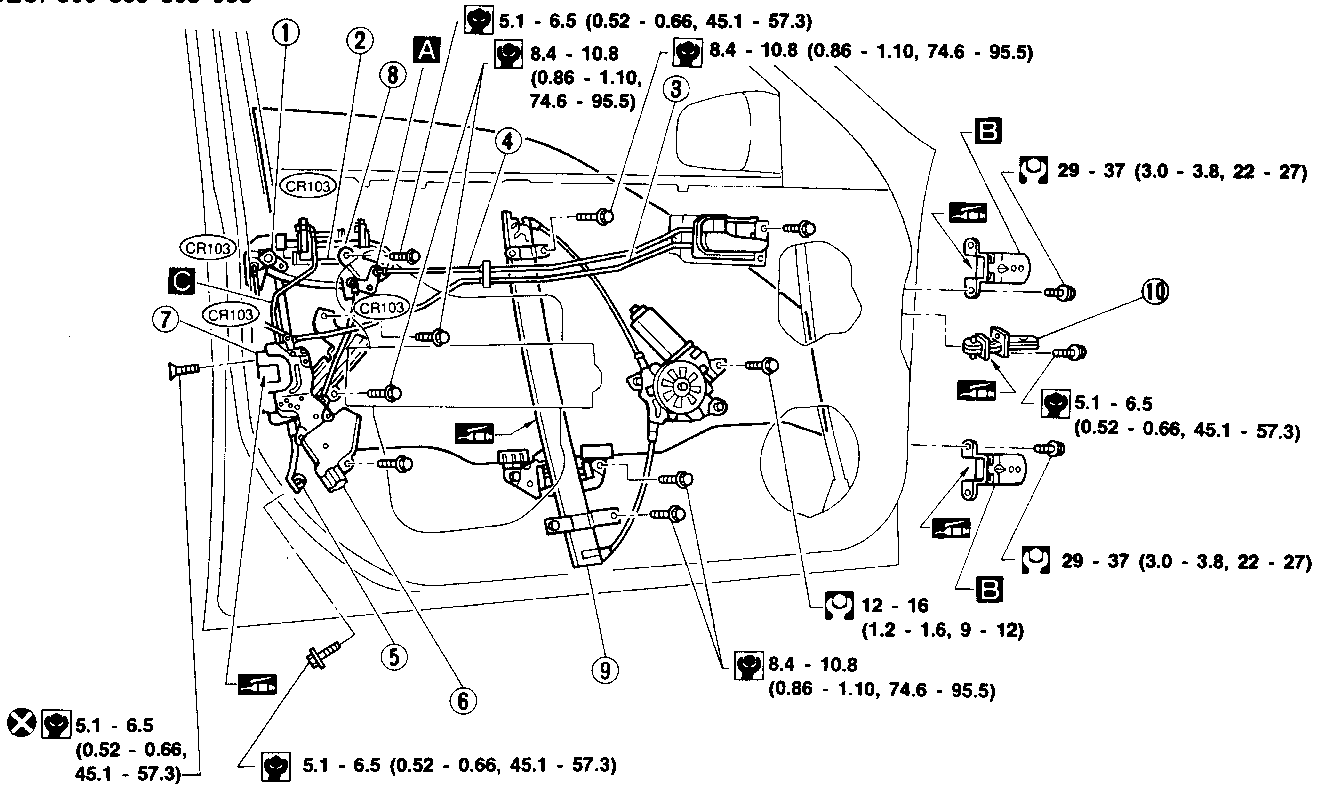 1
2
8
A
5.1 - 6.5 (0.52 - 0.66, 45.1 - 57.3)
8.4 - 10.8
(0.86 - 1.10,
74.6 - 95.5)
8.4 - 10.8 (0.86 - 1.10, 74.6 - 95.5)
3
4
B
29 - 37 (3.0 - 3.8, 22 - 27)
CR103
CR103
C
CR103
CR103
7
10
5.1 - 6.5
(0.52 - 0.66, 45.1 - 57.3)
29 - 37 (3.0 - 3.8, 22 - 27)
B
12 - 16
(1.2 - 1.6, 9 - 12)
5
6
9
8.4 - 10.8
(0.86 - 1.10, 74.6 - 95.5)
5.1 - 6.5
(0.52 - 0.66,
45.1 - 57.3)
5.1 - 6.5 (0.52 - 0.66, 45.1 - 57.3)